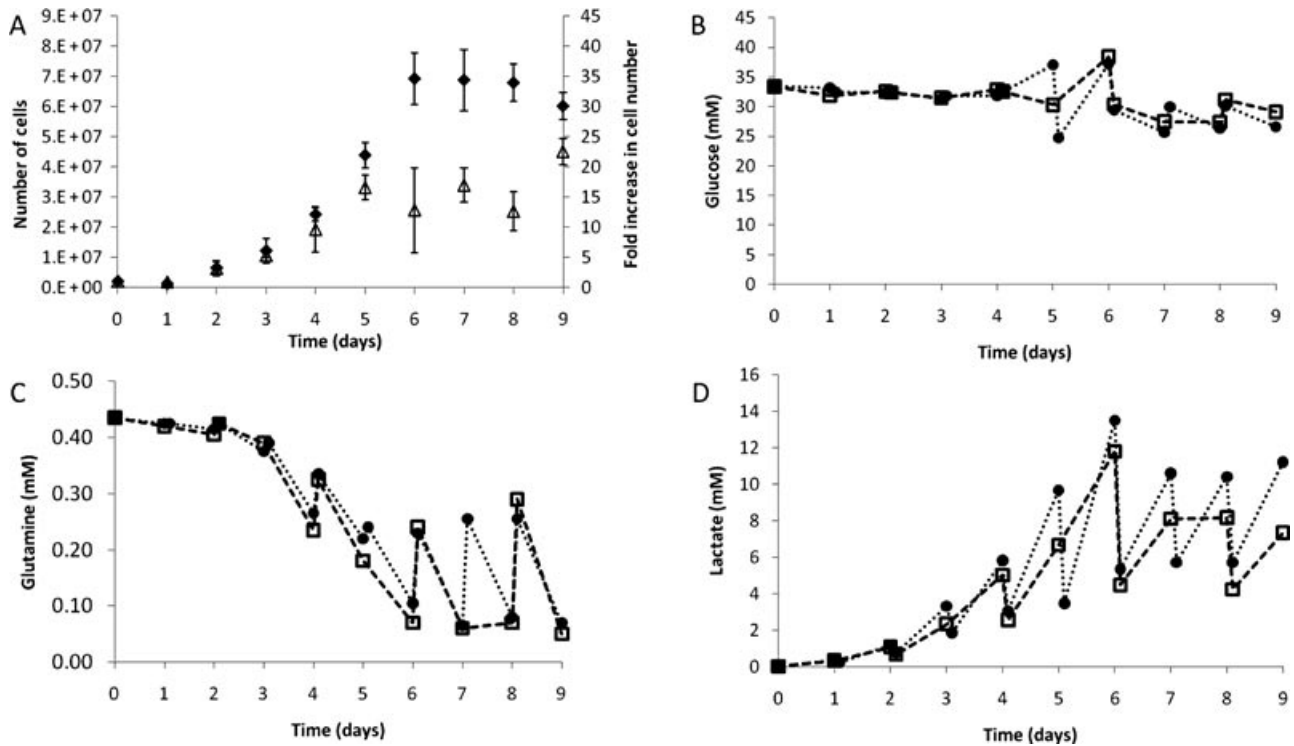 A
Number of cells
9.E+07
8.E+07
7.E+07
6.E+07
5.E+07
4.E+07
3.E+07
2.E+07
1.E+07
0.E+00
45
40
35
30
25
20
15
10
5
0
Fold increase in cell number
0 1 2 3 4 5 6 7 8 9
Time (days)
B
Glucose (mM)
45
40
35
30
25
20
15
10
5
0
0 1 2 3 4 5 6 7 8 9
Time (days)
C
Glutamine (mM)
0.50
0.40
0.30
0.20
0.10
0.00
0 1 2 3 4 5 6 7 8 9
Time (days)
D
Lactate (mM)
16
14
12
10
8
6
4
2
0
0 1 2 3 4 5 6 7 8 9
Time (days)